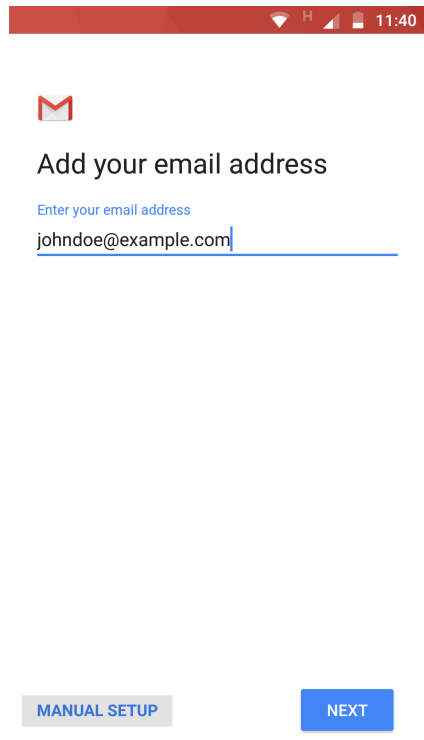 H 11:40
Add your email address
Enter your email address
johndoe@example.com
MANUAL SETUP NEXT